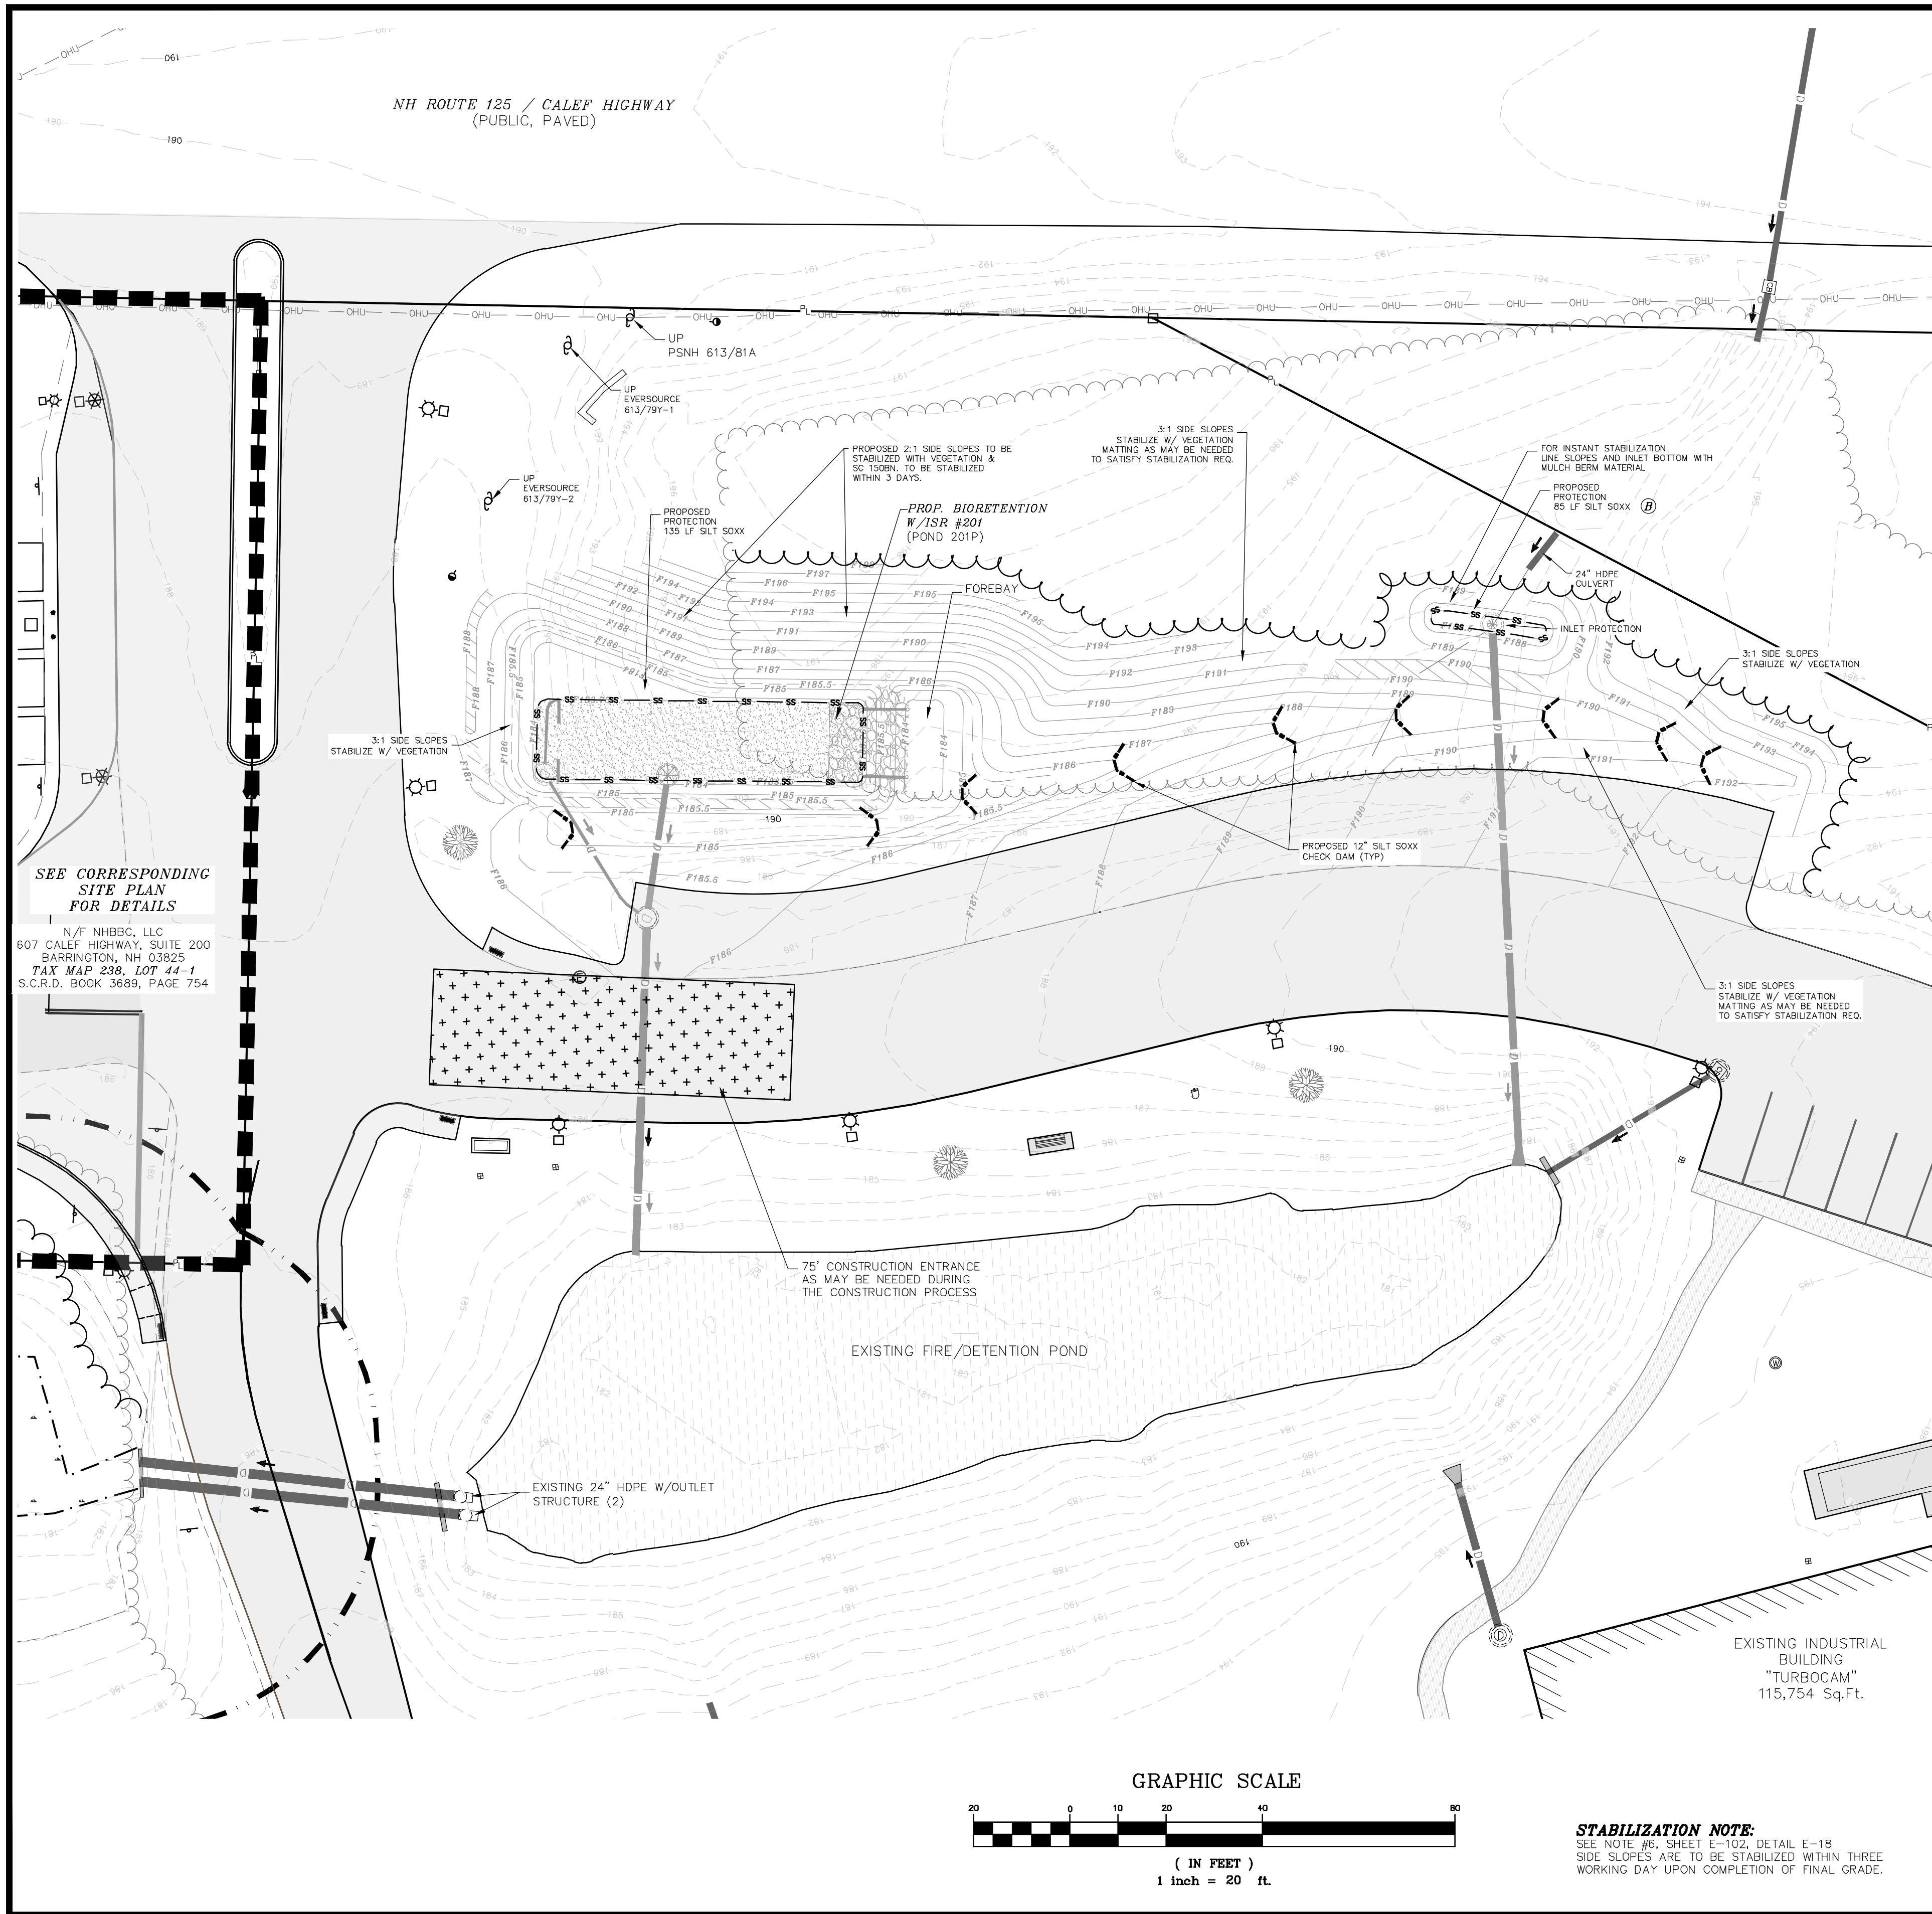 NH ROUTE 125 / CALEF HIGHWAY
(PUBLIC, PAVED)
UP
PSNH 613/81A
UP
EVERSOURCE
613/79Y-1
UP
EVERSOURCE
613/79Y-2
PROPOSED 2:1 SIDE SLOPES TO BE
STABILIZED WITH VEGETATION &
SC 150BN. TO BE STABILIZED
WITHIN 3 DAYS.
3:1 SIDE SLOPES
STABILIZE W/ VEGETATION
MATTING AS MAY BE NEEDED
TO SATISFY STABILIZATION REQ.
FOR INSTANT STABILIZATION
LINE SLOPES AND INLET BOTTOM WITH
MULCH BERM MATERIAL
PROPOSED
PROTECTION
85 LF SILT SOXX
B
PROPOSED
PROTECTION
135 LF SILT SOXX
PROP. BIORETENTION
W/ISR #201
(POND 201P)
FOREBAY
24" HDPE
CULVERT
INLET PROTECTION
3:1 SIDE SLOPES
STABILIZE W/ VEGETATION
3:1 SIDE SLOPES
STABILIZE W/ VEGETATION
PROPOSED 12" SILT SOXX
CHECK DAM (TYP)
SEE CORRESPONDING
SITE PLAN
FOR DETAILS
N/F NHBBC, LLC
607 CALEF HIGHWAY, SUITE 200
BARRINGTON, NH 03825
TAX MAP 238, LOT 44-1
S.C.R.D. BOOK 3689, PAGE 754
3:1 SIDE SLOPES
STABILIZE W/ VEGETATION
MATTING AS MAY BE NEEDED
TO SATISFY STABILIZATION REQ.
75' CONSTRUCTION ENTRANCE
AS MAY BE NEEDED DURING
THE CONSTRUCTION PROCESS
EXISTING FIRE/DETENTION POND
EXISTING 24" HDPE W/OUTLET
STRUCTURE (2)
EXISTING INDUSTRIAL
BUILDING
"TURBOCAM"
115,754 Sq.Ft.
GRAPHIC SCALE
20 0 10 20 40 80
( IN FEET )
1 inch = 20 ft.
STABILIZATION NOTE:
SEE NOTE #6, SHEET E-102, DETAIL E-18
SIDE SLOPES ARE TO BE STABILIZED WITHIN THREE
WORKING DAY UPON COMPLETION OF FINAL GRADE.